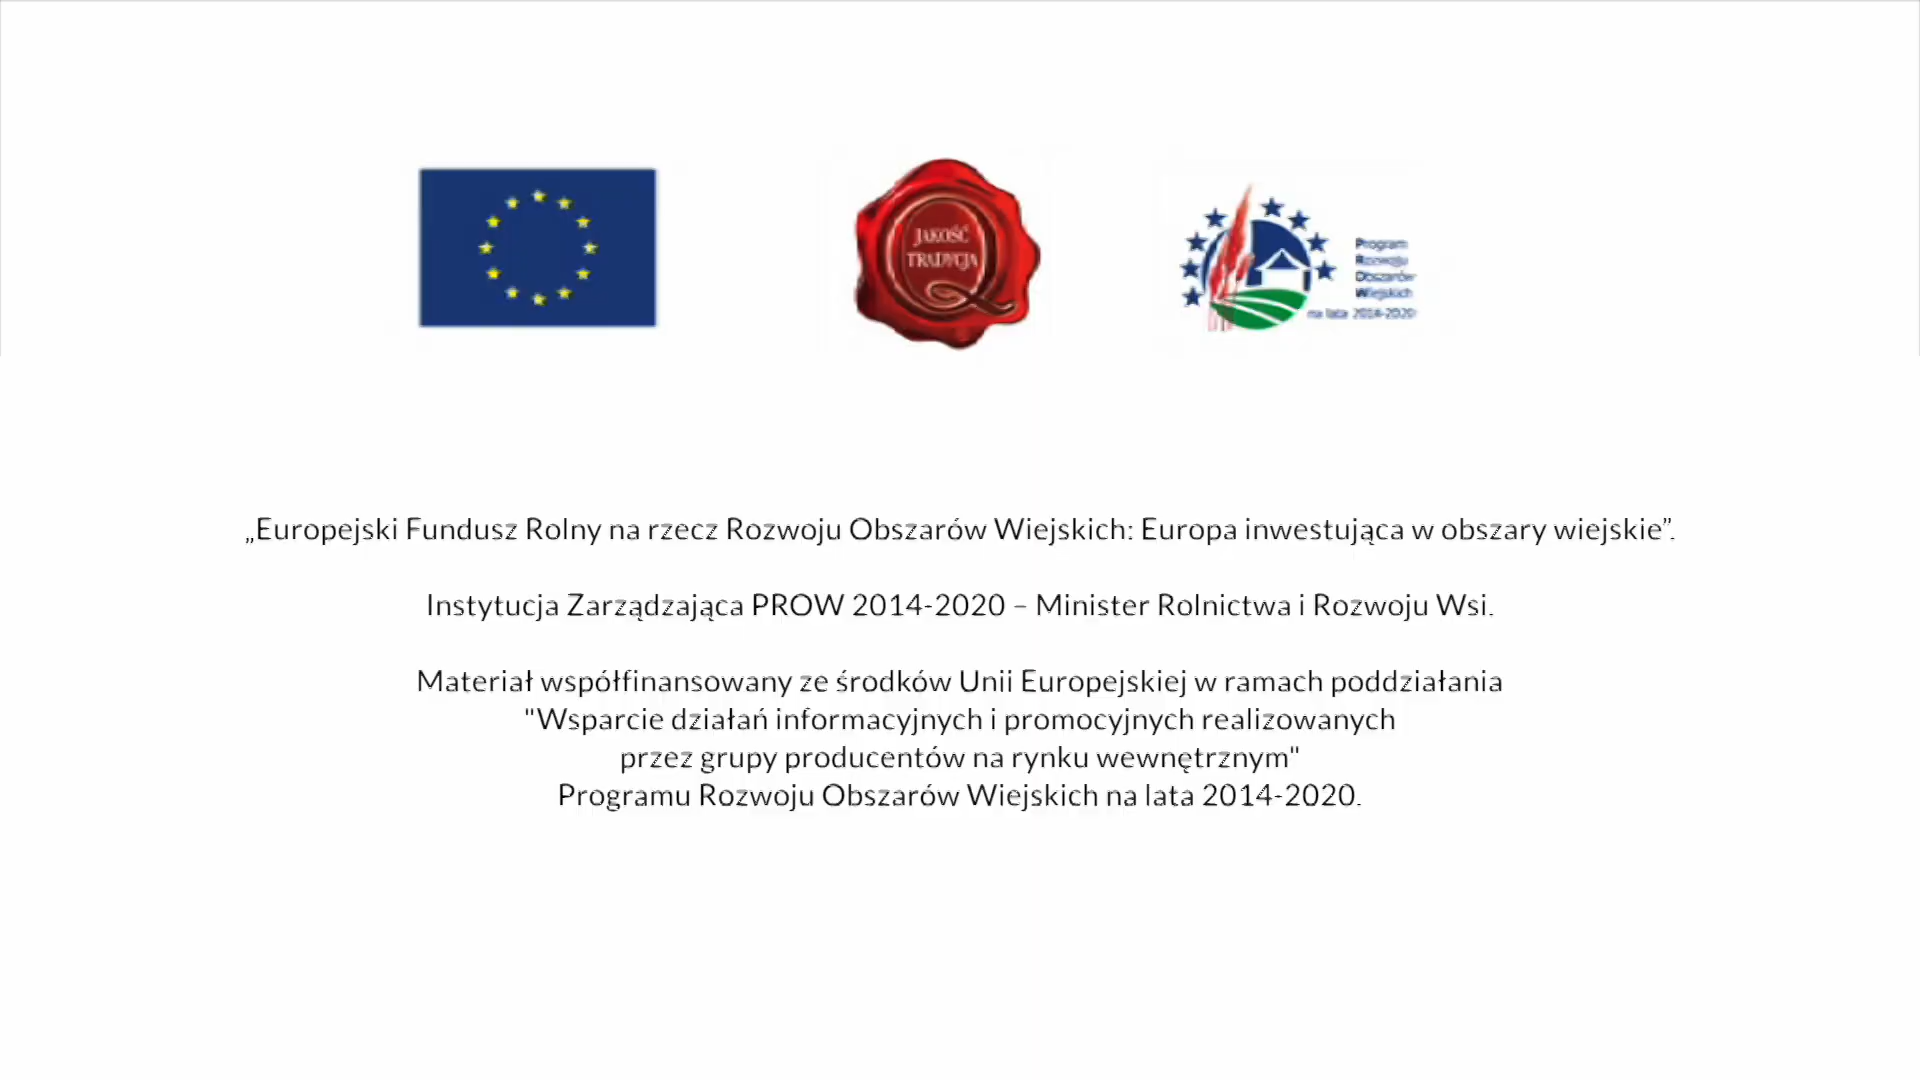 JAKOŚĆ
TRADYCJA
Program
Rozwoju
Obszarów
Wiejskich
na lata 2014-2020
„Europejski Fundusz Rolny na rzecz Rozwoju Obszarów Wiejskich: Europa inwestująca w obszary wiejskie”.
Instytucja Zarządzająca PROW 2014-2020 – Minister Rolnictwa i Rozwoju Wsi.
Materiał współfinansowany ze środków Unii Europejskiej w ramach poddziałania
"Wsparcie działań informacyjnych i promocyjnych realizowanych
przez grupy producentów na rynku wewnętrznym"
Programu Rozwoju Obszarów Wiejskich na lata 2014-2020.